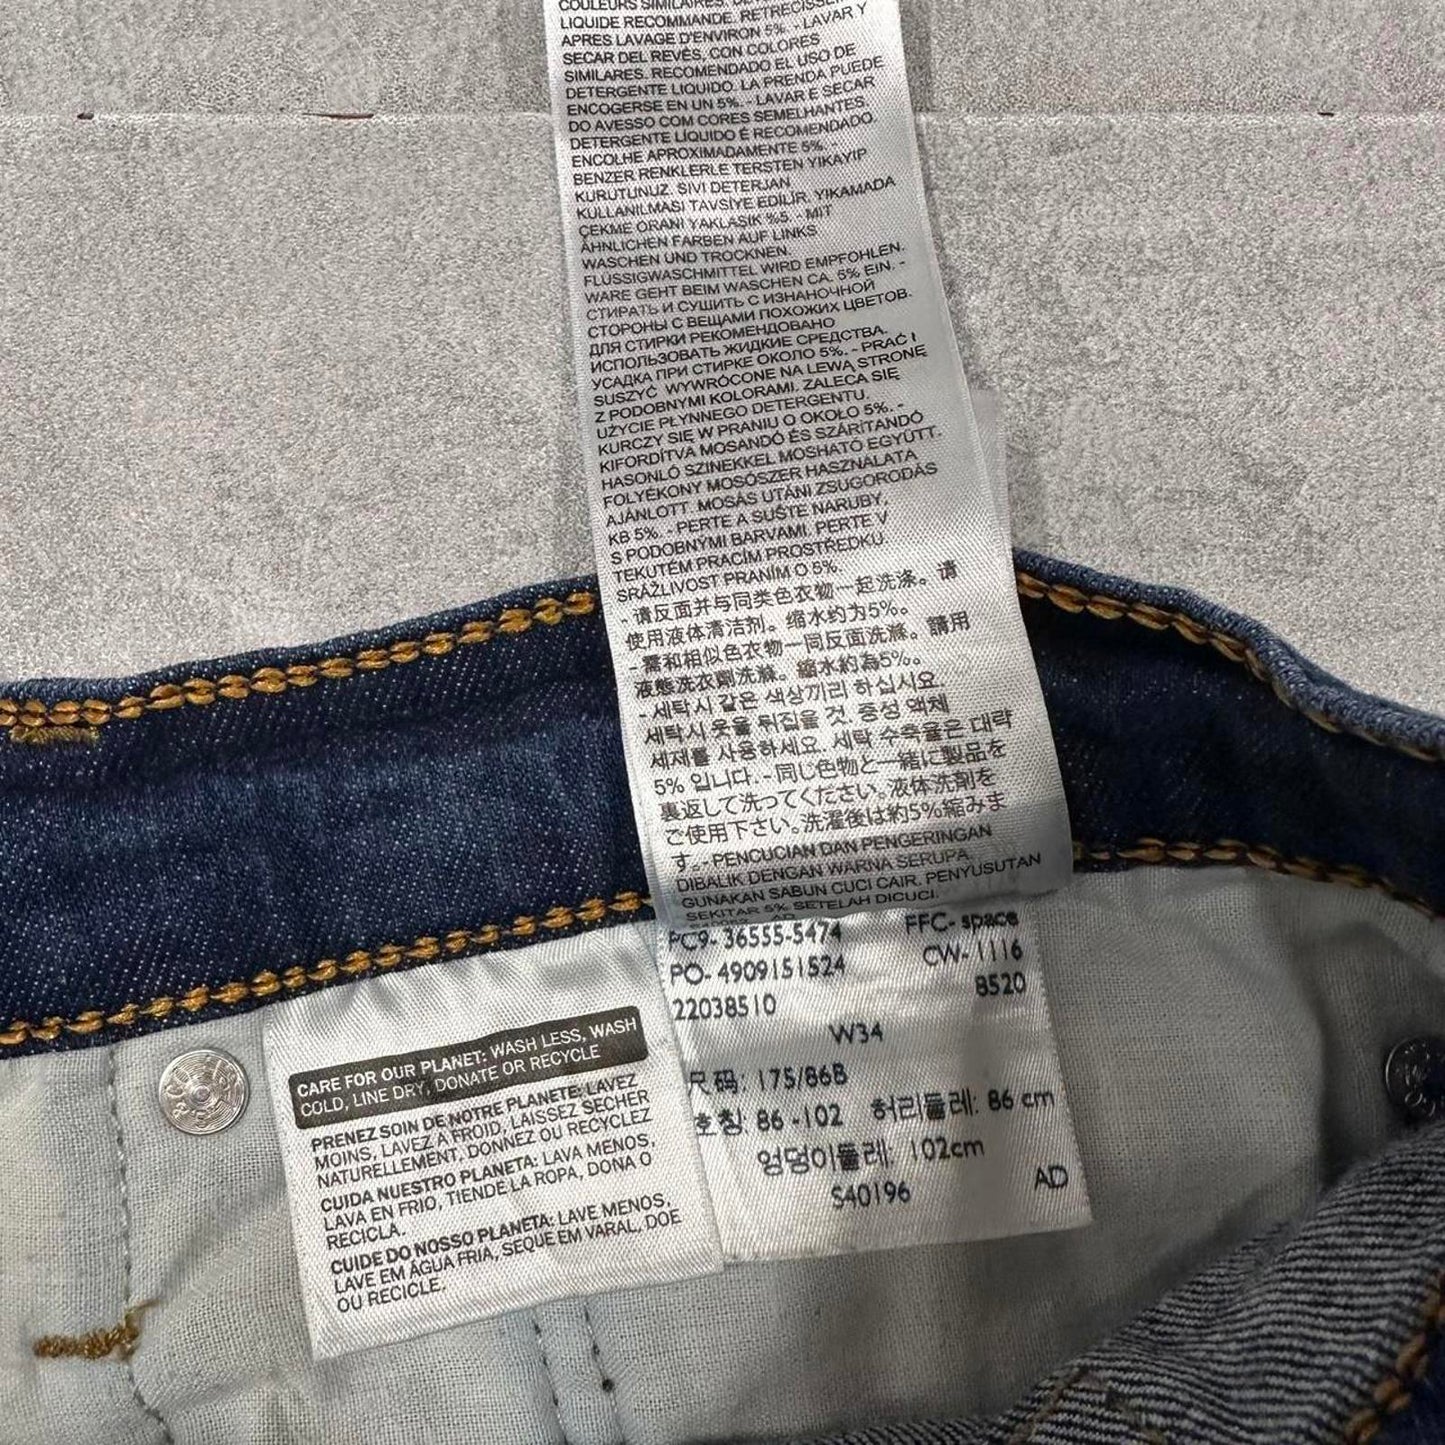 COULEURS SIMILAIRES.
LIQUIDE RECOMMANDE. RETRECISSE
APRES LAVAGE D'ENVIRON 5% - LAVAR Y
SECAR DEL REVÉS, CON COLORES
SIMILARES. RECOMENDADO EL USO DE
DETERGENTE LIQUIDO. LA PRENDA PUEDE
ENCOGERSE EN UN 5%. - LAVAR E SECAR
DO AVESSO COM CORES SEMELHANTES.
DETERGENTE LÍQUIDO É RECOMENDADO.
ENCOLHE APROXIMADAMENTE 5% -
BENZER RENKLERLE TERSTEN YIKAYIP
KURUTUNUZ. SIVI DETERJAN
KULLANILMASI TAVSİYE EDİLİR. YIKAMADA
ÇEKME ORANI YAKLAŞIK %5. - MIT
ÄHNLICHEN FARBEN AUF LINKS
WASCHEN UND TROCKNEN.
FLÜSSIGWASCHMITTEL WIRD EMPFOHLEN.
WARE GEHT BEIM WASCHEN CA. 5% EIN. -
СТИРАТЬ И СУШИТЬ С ИЗНАНОЧНОЙ
СТОРОНЫ С ВЕЩАМИ ПОХОЖИХ ЦВЕТОВ.
ДЛЯ СТИРКИ РЕКОМЕНДОВАНО
ИСПОЛЬЗОВАТЬ ЖИДКИЕ СРЕДСТВА.
УСАДКА ПРИ СТИРКЕ ОКОЛО 5%. - PRAĆ I
SUSZYĆ WYWRÓCONE NA LEWĄ STRONĘ
Z PODOBNYMI KOLORAMI. ZALECA SIĘ
UŻYCIE PŁYNNEGO DETERGENTU.
KURCZY SIĘ W PRANIU O OKOŁO 5%. -
KIFORDÍTVA MOSANDÓ ÉS SZÁRÍTANDÓ
HASONLÓ SZINEKKEL MOSHATÓ EGYÜTT.
FOLYÉKONY MOSÓSZER HASZNÁLATA
AJÁNLOTT. MOSÁS UTÁNI ZSUGORODÁS
KB 5%. - PERTE A SUŠTE NARUBY,
S PODOBNÝMI BARVAMI. PERTE V
TEKUTÉM PRACÍM PROSTŘEDKU.
SRÁŽLIVOST PRANÍM O 5%.
- 请反面并与同类色衣物一起洗涤。请
使用液体清洁剂。缩水约为5%。
- 需和相似色衣物一同反面洗滌。請用
液態洗衣劑洗滌。縮水約為5%。
- 세탁시 같은 색상끼리 하십시요.
세탁시 옷을 뒤집을 것. 중성 액체
세제를 사용하세요. 세탁 수축율은 대략
5% 입니다. - 同じ色物と一緒に製品を
裏返して洗ってください。液体洗剤を
ご使用下さい。洗濯後は約5%縮みま
す。- PENCUCIAN DAN PENGERINGAN
DIBALIK DENGAN WARNA SERUPA.
GUNAKAN SABUN CUCI CAIR. PENYUSUTAN
SEKITAR 5% SETELAH DICUCI.
PC9- 36555-5474 FFC- space
PO- 4909151524 CW- 1116
22038510 8520
W34
尺码: 175/86B
호칭: 86 -102 허리둘레: 86 cm
엉덩이둘레: 102cm
S40196 AD
CARE FOR OUR PLANET: WASH LESS, WASH
COLD, LINE DRY, DONATE OR RECYCLE
PRENEZ SOIN DE NOTRE PLANETE: LAVEZ
MOINS, LAVEZ A FROID, LAISSEZ SECHER
NATURELLEMENT, DONNEZ OU RECYCLEZ
CUIDA NUESTRO PLANETA: LAVA MENOS,
LAVA EN FRIO, TIENDE LA ROPA, DONA O
RECICLA.
CUIDE DO NOSSO PLANETA: LAVE MENOS,
LAVE EM ÁGUA FRIA, SEQUE EM VARAL, DOE
OU RECICLE.